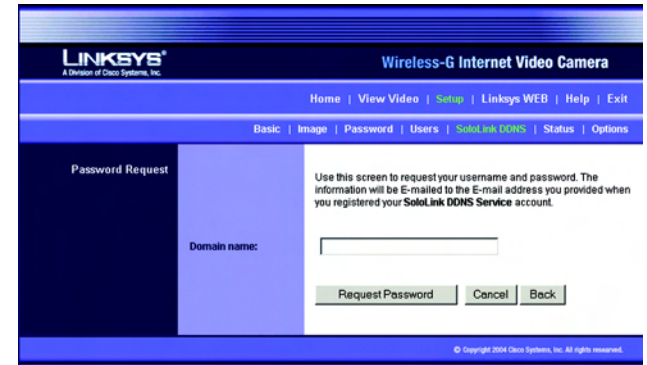 LINKSYS®
A Division of Cisco Systems, Inc.
Wireless-G Internet Video Camera
Home | View Video | Setup | Linksys WEB | Help | Exit
Basic | Image | Password | Users | SoloLink DDNS | Status | Options
Password Request
Use this screen to request your username and password. The
information will be E-mailed to the E-mail address you provided when
you registered your SoloLink DDNS Service account.
Domain name:
Request Password Cancel Back
© Copyright 2004 Cisco Systems, Inc. All rights reserved.